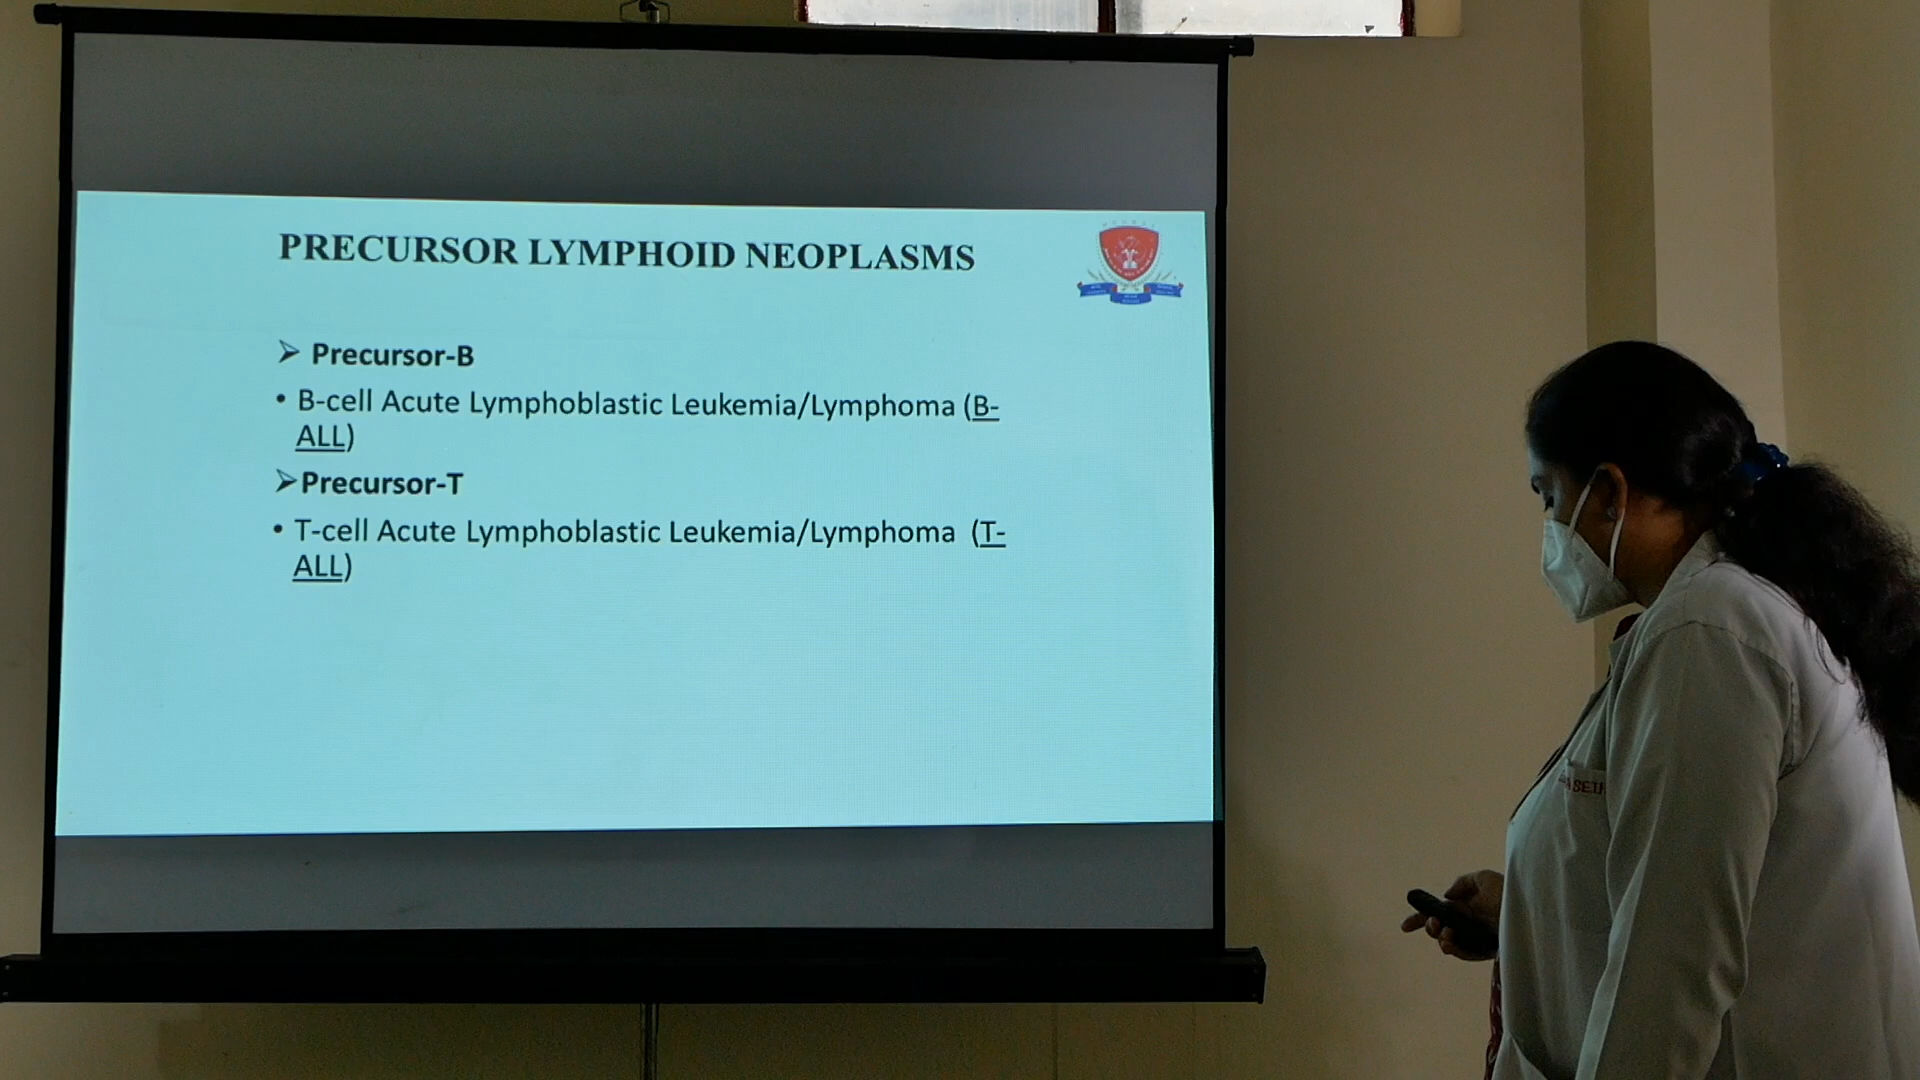 PRECURSOR LYMPHOID NEOPLASMS
➢ Precursor-B
• B-cell Acute Lymphoblastic Leukemia/Lymphoma (B-
ALL)
➢Precursor-T
• T-cell Acute Lymphoblastic Leukemia/Lymphoma (T-
ALL)